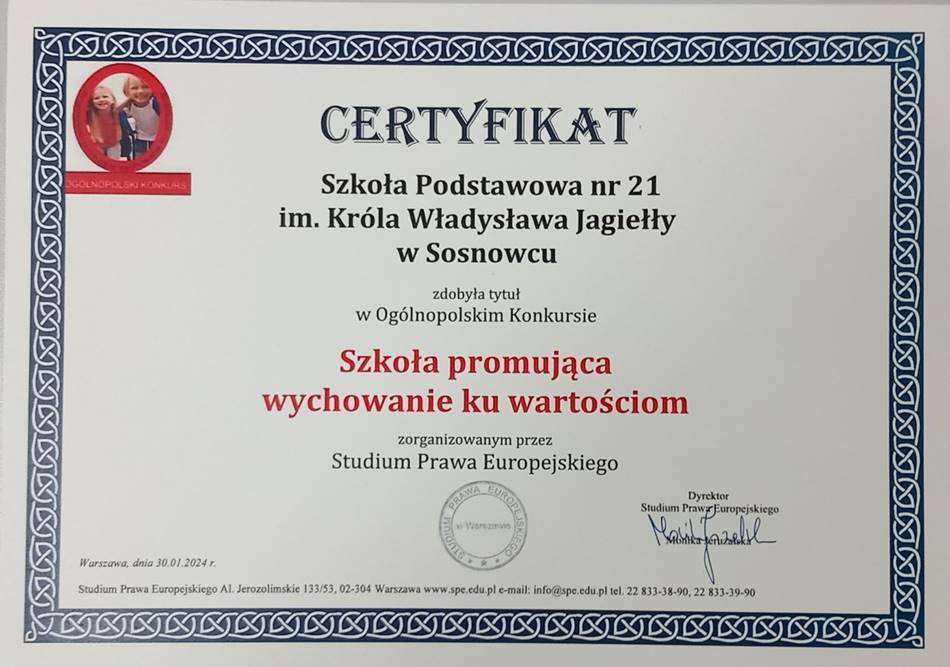 OGÓLNOPOLSKI KONKURS
CERTYFIKAT
Szkoła Podstawowa nr 21
im. Króla Władysława Jagiełły
w Sosnowcu
zdobyła tytuł
w Ogólnopolskim Konkursie
Szkoła promująca
wychowanie ku wartościom
zorganizowanym przez
Studium Prawa Europejskiego
STUDIUM PRAWA EUROPEJSKIEGO
w Warszawie
Dyrektor
Studium Prawa Europejskiego
Monika
Warszawa, dnia 30.01.2024 r.
Studium Prawa Europejskiego Al. Jerozolimskie 133/53, 02-304 Warszawa www.spe.edu.pl e-mail: info@spe.edu.pl tel. 22 833-38-90, 22 833-39-90